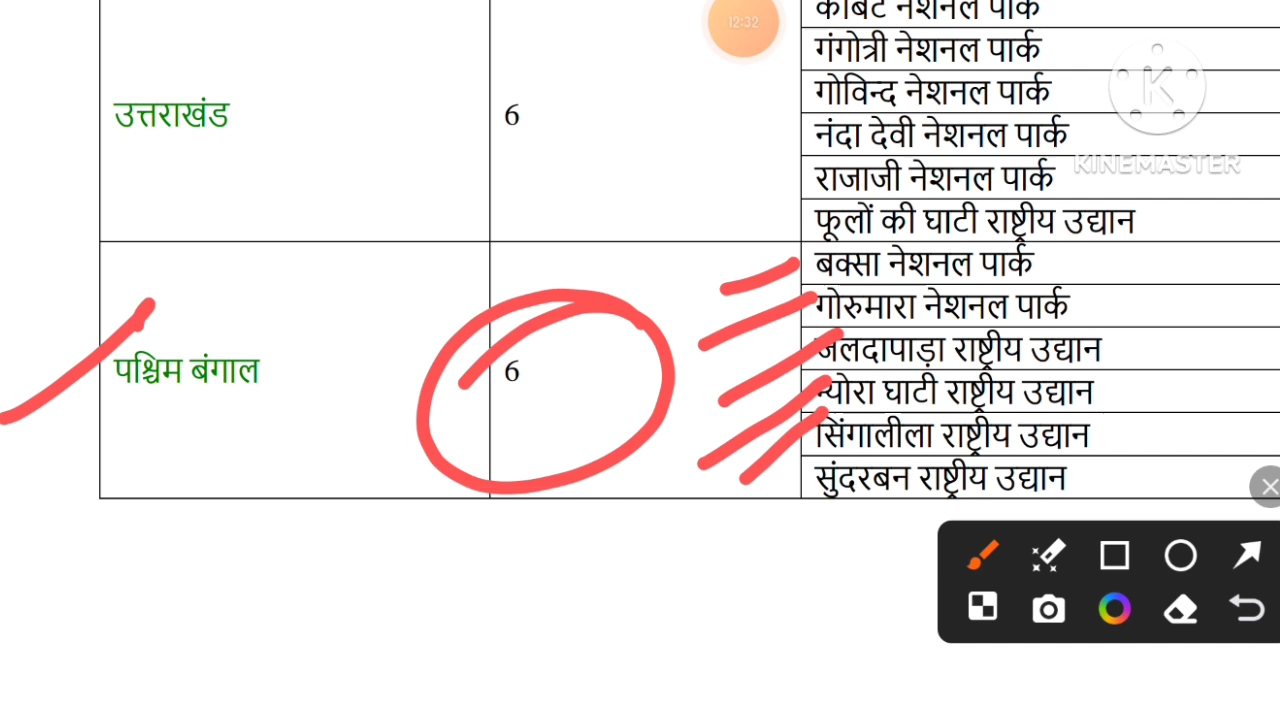 12:32
कॉर्बेट नेशनल पार्क
गंगोत्री नेशनल पार्क
गोविन्द नेशनल पार्क
उत्तराखंड
6
नंदा देवी नेशनल पार्क
KINEMASTER
राजाजी नेशनल पार्क
फूलों की घाटी राष्ट्रीय उद्यान
बक्सा नेशनल पार्क
गोरुमारा नेशनल पार्क
जलदापाड़ा राष्ट्रीय उद्यान
पश्चिम बंगाल
6
न्योरा घाटी राष्ट्रीय उद्यान
सिंगालीला राष्ट्रीय उद्यान
सुंदरबन राष्ट्रीय उद्यान